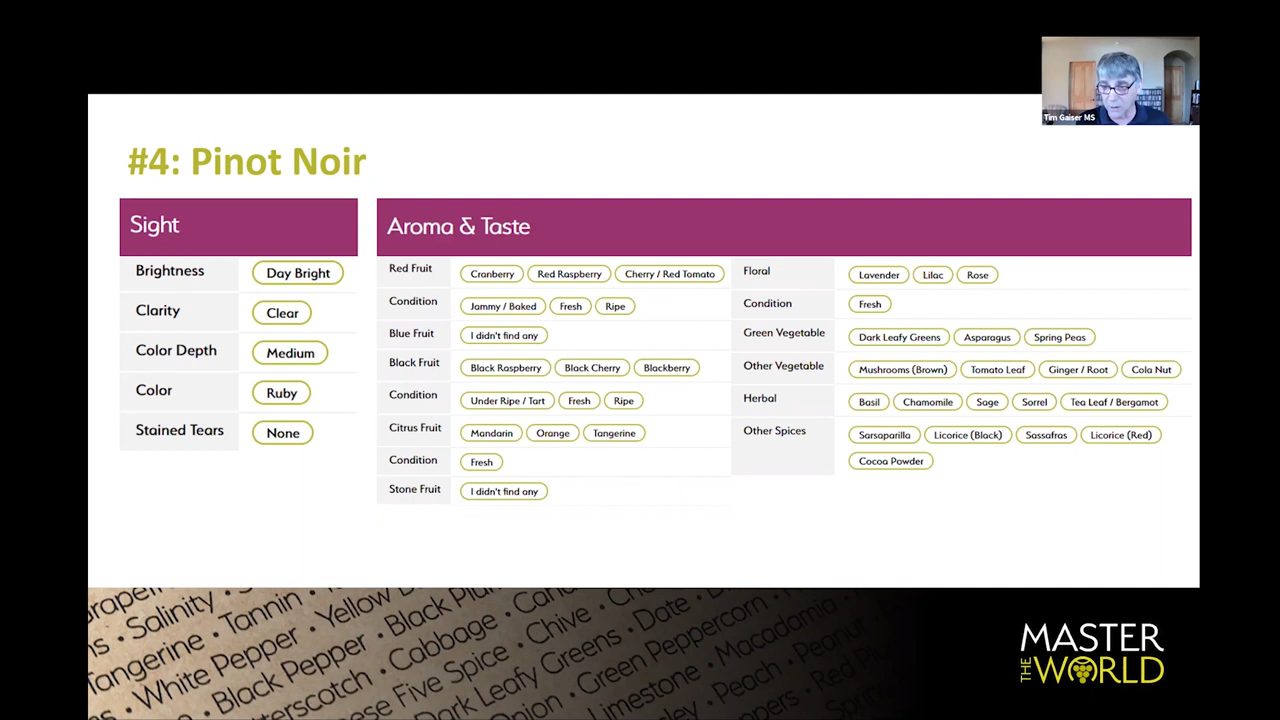 Tim Gaiser MS
#4: Pinot Noir
Sight
Brightness Day Bright
Clarity Clear
Color Depth Medium
Color Ruby
Stained Tears None
Aroma & Taste
Red Fruit Cranberry Red Raspberry Cherry / Red Tomato
Condition Jammy / Baked Fresh Ripe
Blue Fruit I didn't find any
Black Fruit Black Raspberry Black Cherry Blackberry
Condition Under Ripe / Tart Fresh Ripe
Citrus Fruit Mandarin Orange Tangerine
Condition Fresh
Stone Fruit I didn't find any
Floral Lavender Lilac Rose
Condition Fresh
Green Vegetable Dark Leafy Greens Asparagus Spring Peas
Other Vegetable Mushrooms (Brown) Tomato Leaf Ginger / Root Cola Nut
Herbal Basil Chamomile Sage Sorrel Tea Leaf / Bergamot
Other Spices Sarsaparilla Licorice (Black) Sassafras Licorice (Red)
Cocoa Powder
• Salinity •
Tangerine • Tannin •
• White Pepper • Yellow
• Black Pepper • Black
• Cabbage •
Five Spice • Chive •
• Dark Leafy Greens • Date •
• Green Peppercorn •
Limestone • Macadamia •
• Peach • Peanut
MASTER
THE WORLD